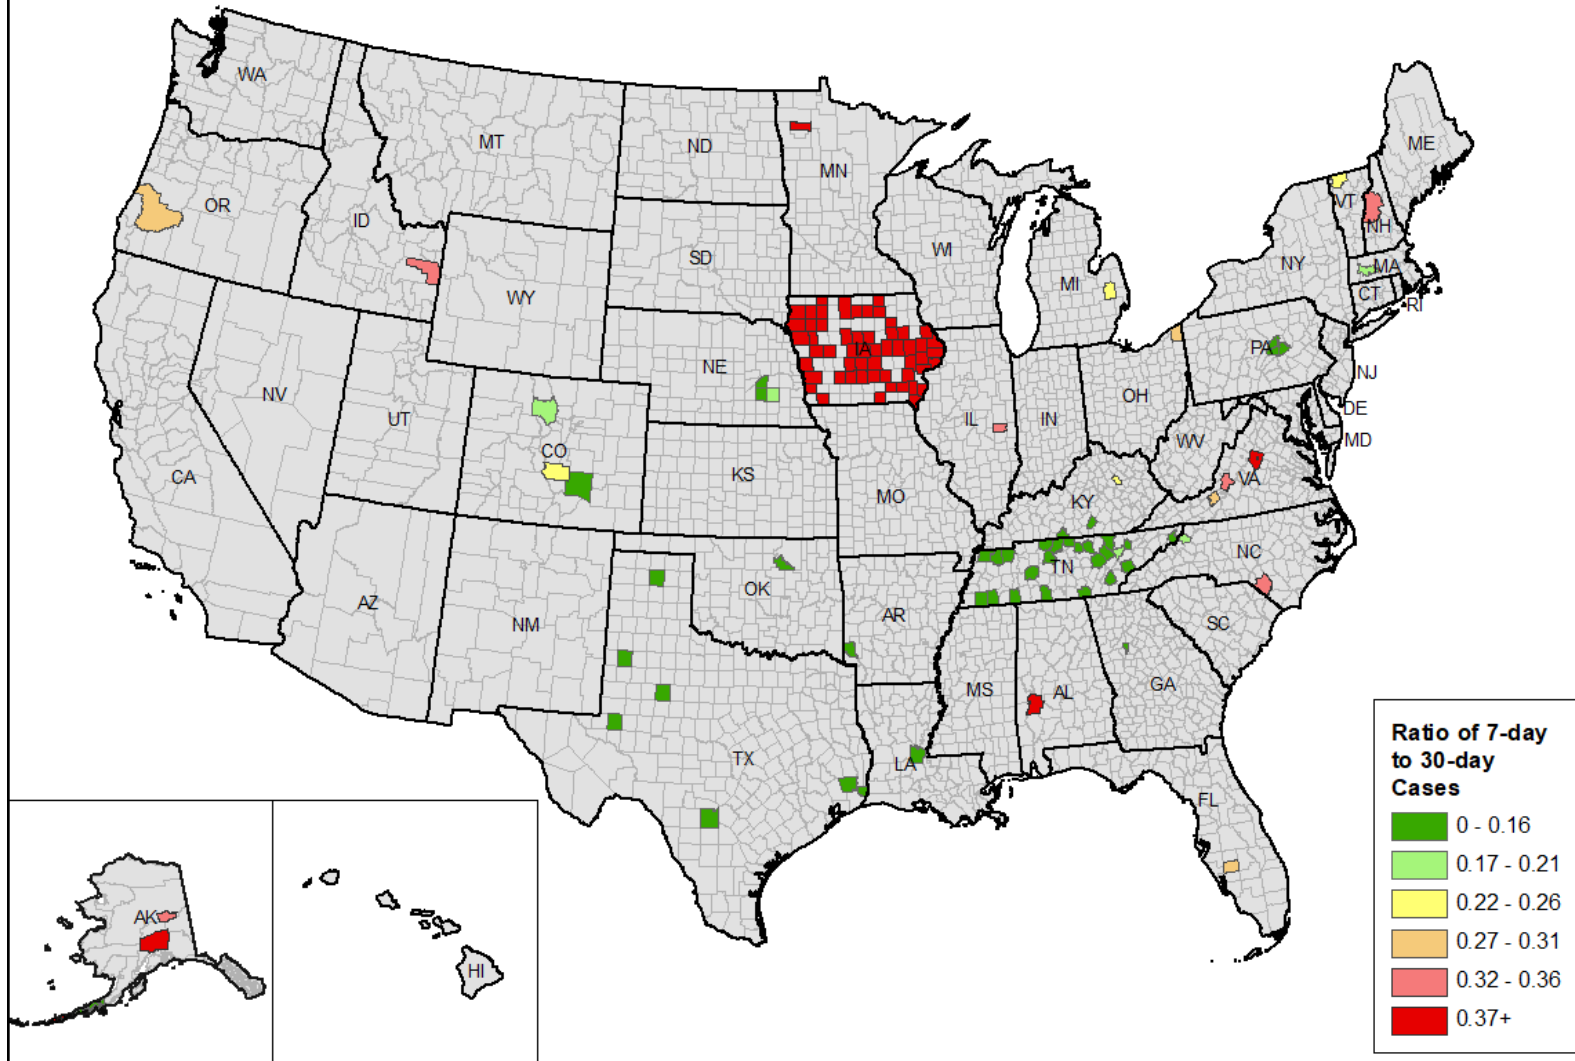 WA
MT
ND
MN
ME
OR
ID
SD
WI
MI
VT
NH
NY
MA
CT
RI
WY
NE
IA
PA
NJ
NV
UT
CO
IL
IN
OH
DE
WV
MD
CA
KS
MO
KY
VA
AZ
NM
OK
AR
TN
NC
SC
TX
LA
MS
AL
GA
FL
AK
HI
Ratio of 7-day
to 30-day
Cases
0 - 0.16
0.17 - 0.21
0.22 - 0.26
0.27 - 0.31
0.32 - 0.36
0.37+